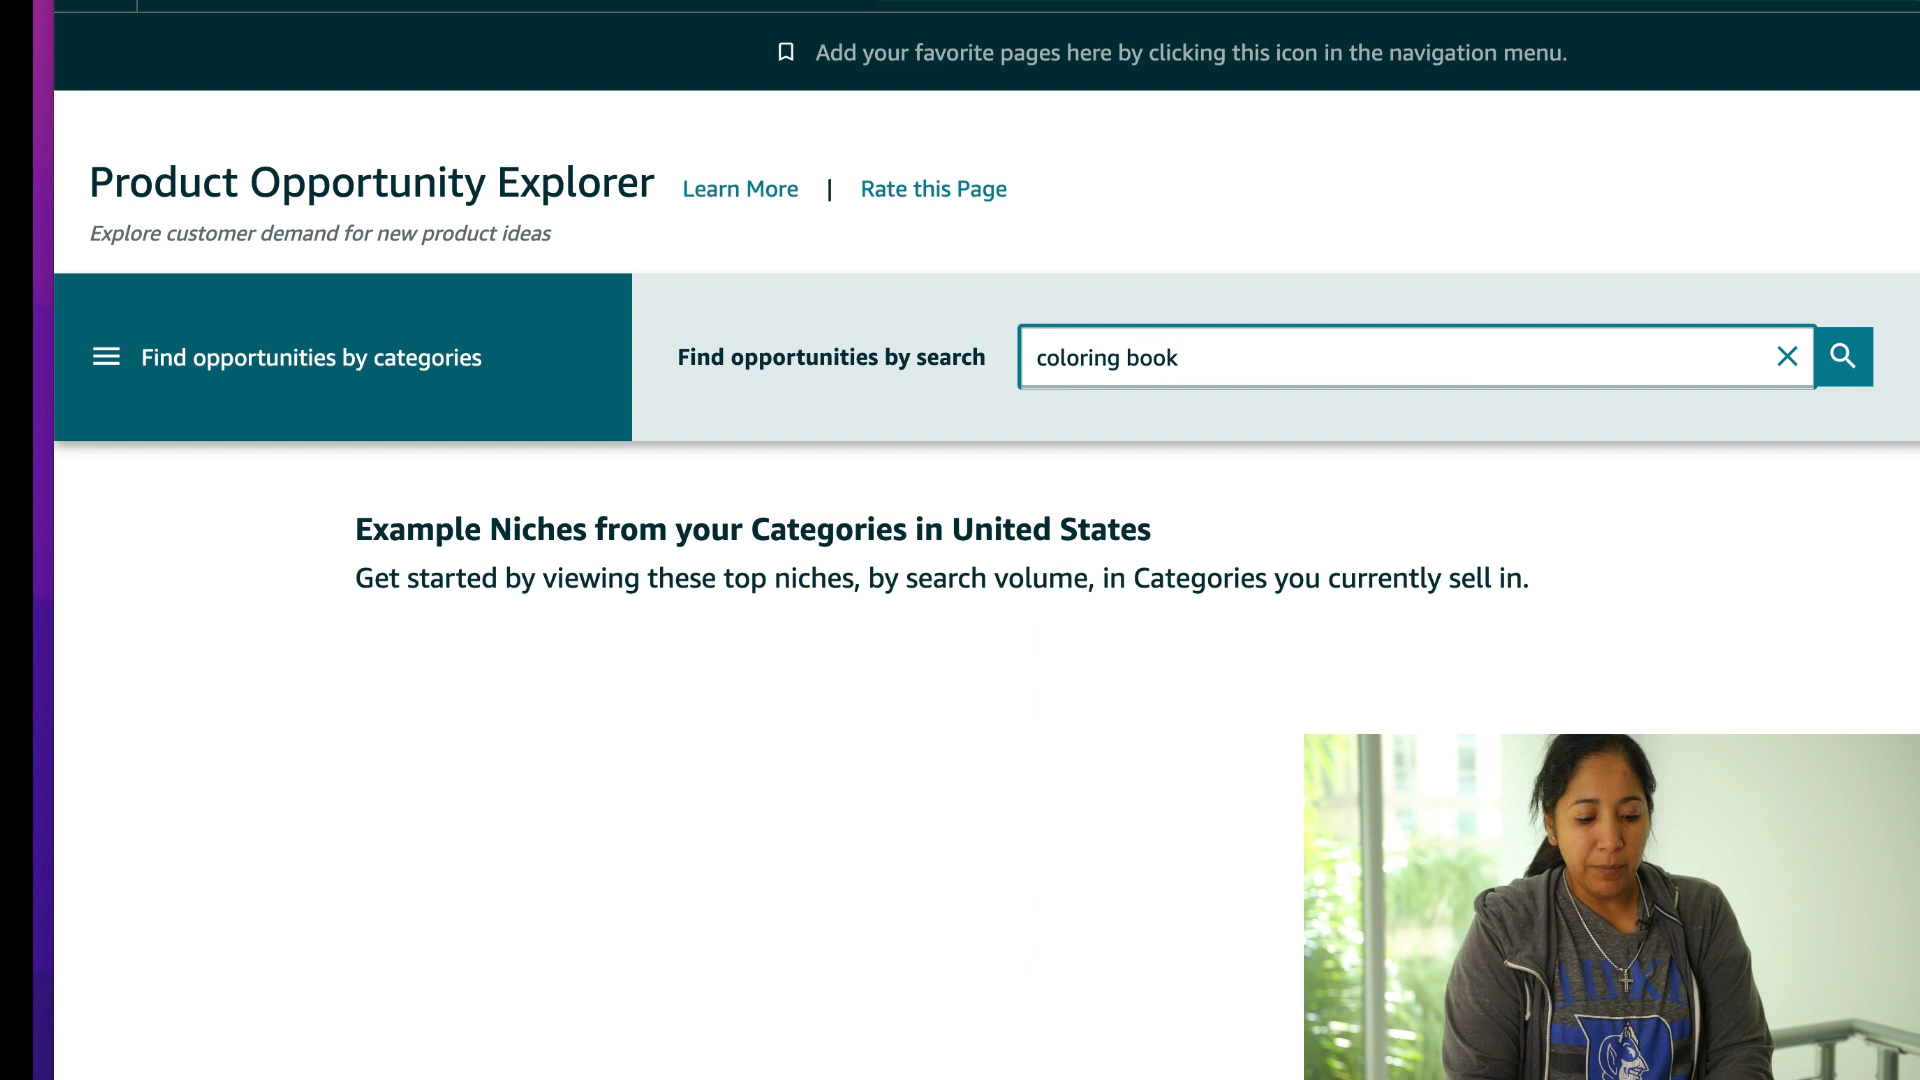 Add your favorite pages here by clicking this icon in the navigation menu.
Product Opportunity Explorer Learn More | Rate this Page
Explore customer demand for new product ideas
Find opportunities by categories
Find opportunities by search
coloring book
Example Niches from your Categories in United States
Get started by viewing these top niches, by search volume, in Categories you currently sell in.
DUKE